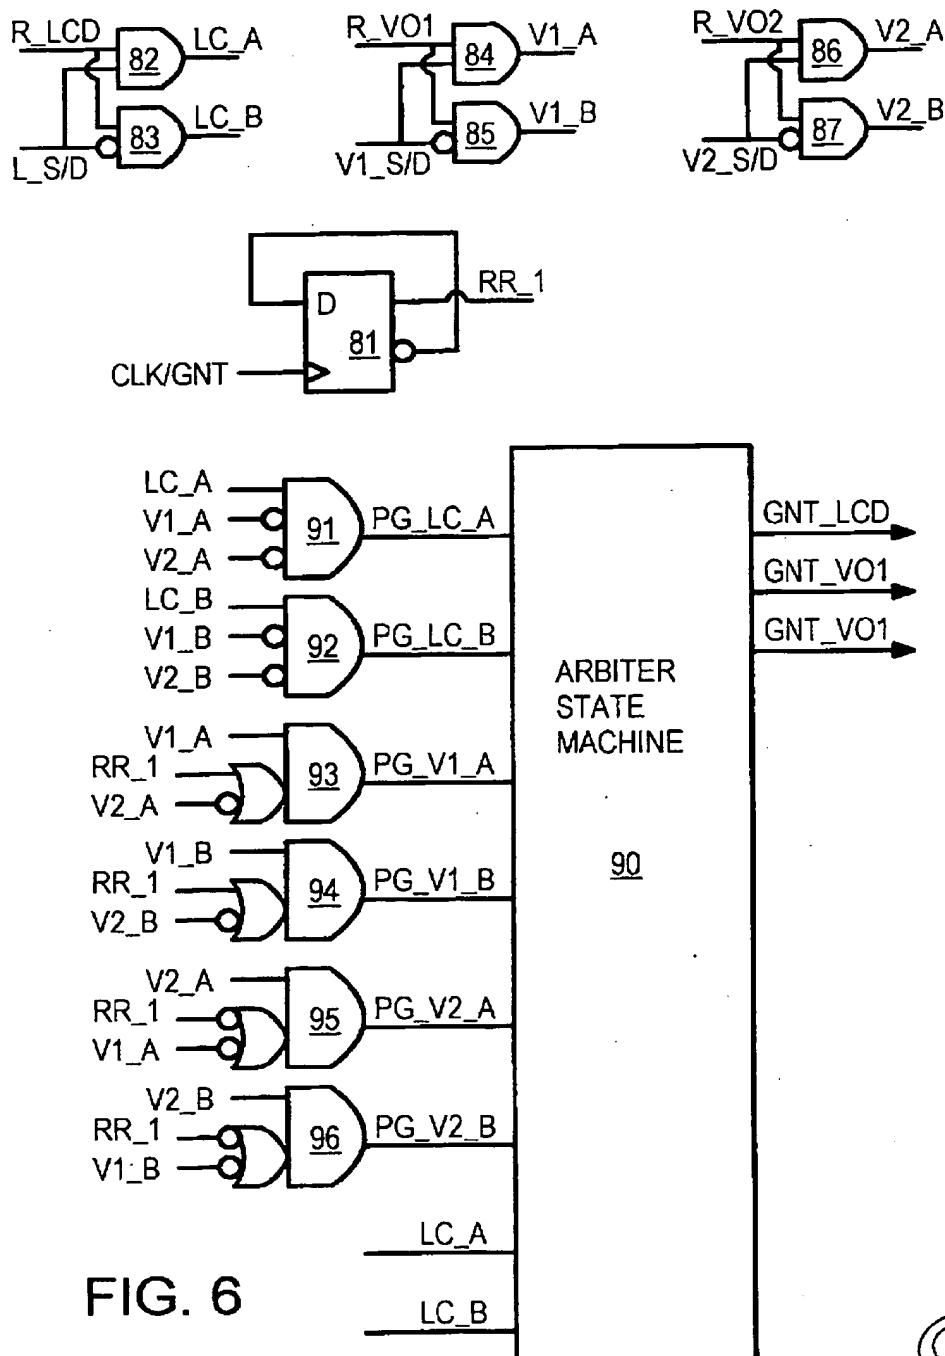 R_LCD
82
LC_A
83
LC_B
L_S/D
R_VO1
84
V1_A
85
V1_B
V1_S/D
R_VO2
86
V2_A
87
V2_B
V2_S/D
D
RR_1
81
CLK/GNT
LC_A
V1_A
V2_A
91
PG_LC_A
LC_B
V1_B
V2_B
92
PG_LC_B
V1_A
RR_1
V2_A
93
PG_V1_A
V1_B
RR_1
V2_B
94
PG_V1_B
V2_A
RR_1
V1_A
95
PG_V2_A
V2_B
RR_1
V1_B
96
PG_V2_B
LC_A
LC_B
ARBITER
STATE
MACHINE
90
GNT_LCD
GNT_VO1
GNT_VO1
FIG. 6